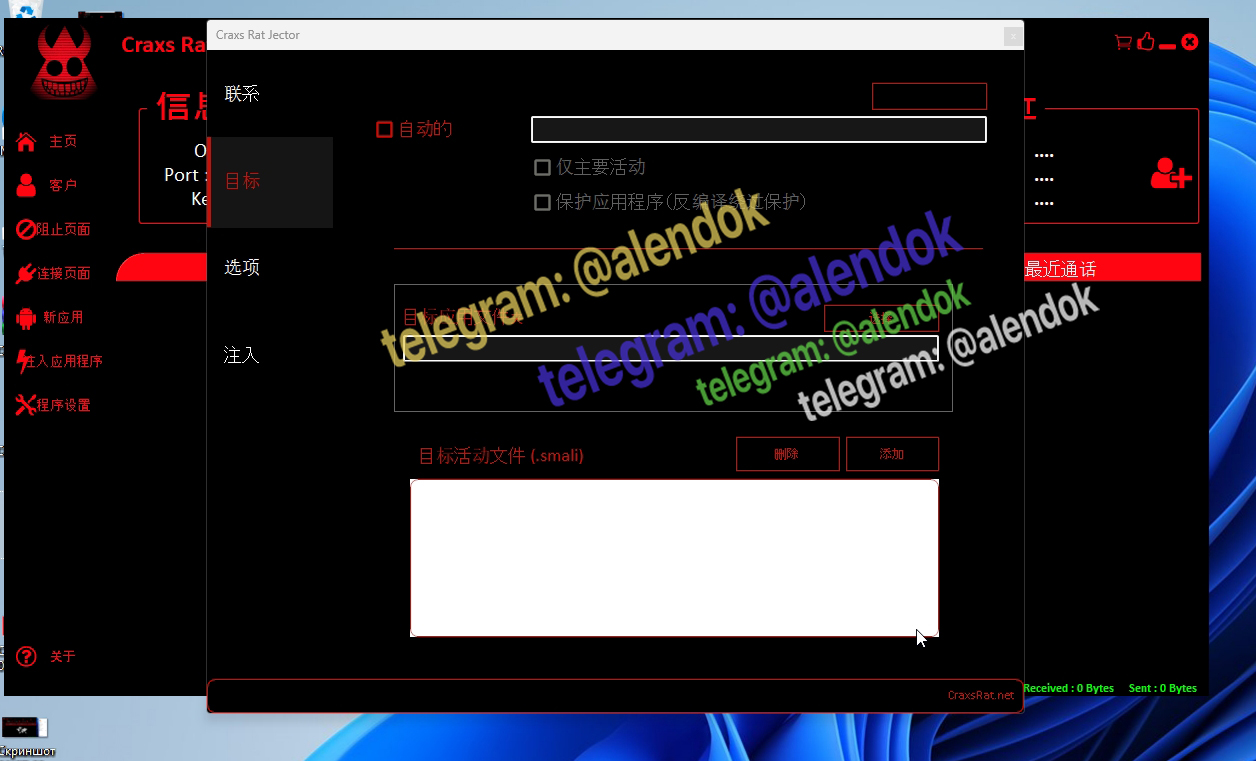 Craxs Rat Jector
x
Craxs Ra
联系
信息
自动的
主页
O
仅主要活动
....
Port :
....
客户
目标
Ke
保护应用程序(反编译绕过保护)
....
阻止页面
连接页面
选项
最近通话
新应用
目标应用
注入应用程序
注入
程序设置
telegram: @alendok
telegram: @alendok
telegram: @alendok
telegram: @alendok
目标活动文件 (.smali)
删除
添加
关于
CraxsRat.net
Received : 0 Bytes
Sent : 0 Bytes
Скриншот